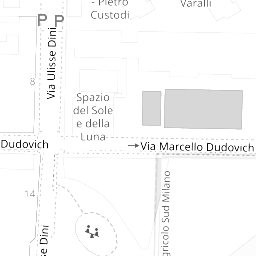 - Pietro
Custodi
Varalli
P P
Via Ulisse Dini
8
Spazio
del Sole
e della
Luna
Dudovich
→ Via Marcello Dudovich
14
gricolo Sud Milano
se Dini